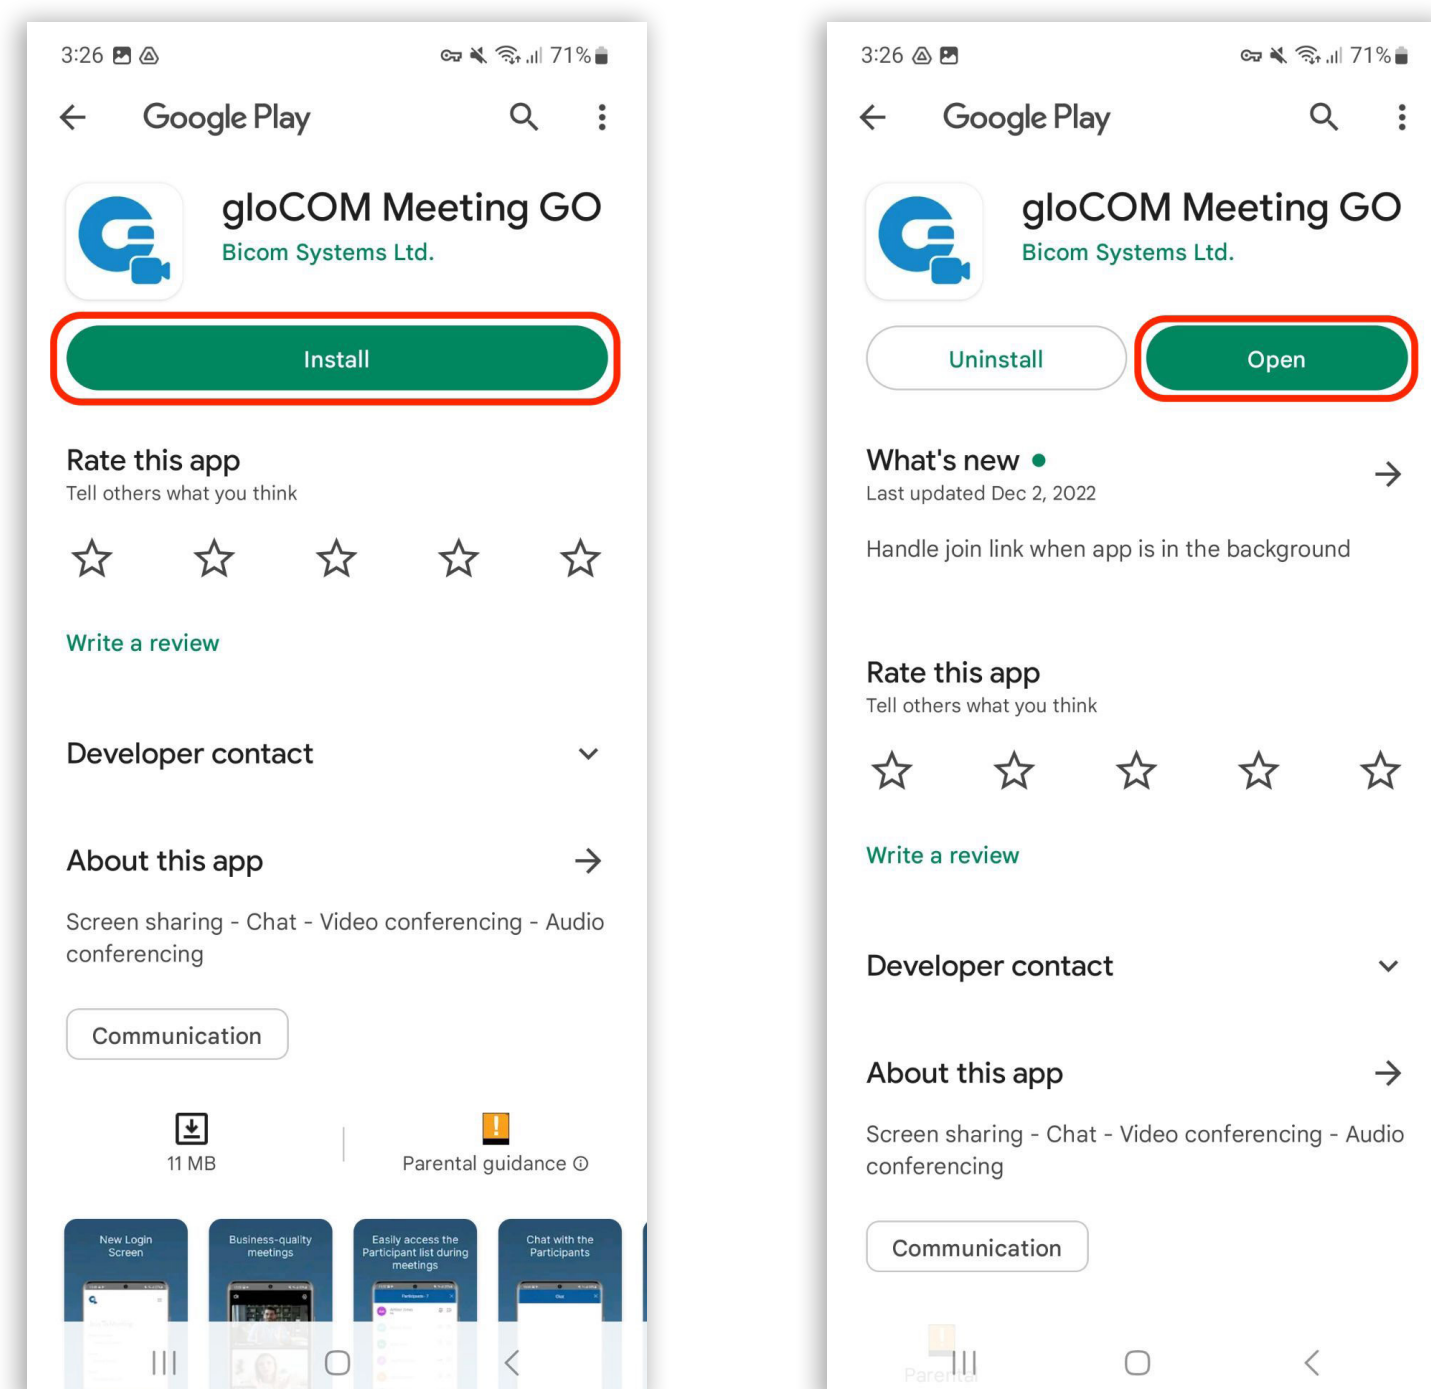 3:26
71%
Google Play
gloCOM Meeting GO
Bicom Systems Ltd.
Install
Rate this app
Tell others what you think
Write a review
Developer contact
About this app
Screen sharing - Chat - Video conferencing - Audio
conferencing
Communication
11 MB
Parental guidance
New Login
Screen
Business-quality
meetings
Easily access the
Participant list during
meetings
Chat with the
Participants
Chat
3:26
71%
Google Play
gloCOM Meeting GO
Bicom Systems Ltd.
Uninstall
Open
What's new
Last updated Dec 2, 2022
Handle join link when app is in the background
Rate this app
Tell others what you think
Write a review
Developer contact
About this app
Screen sharing - Chat - Video conferencing - Audio
conferencing
Communication
Parental